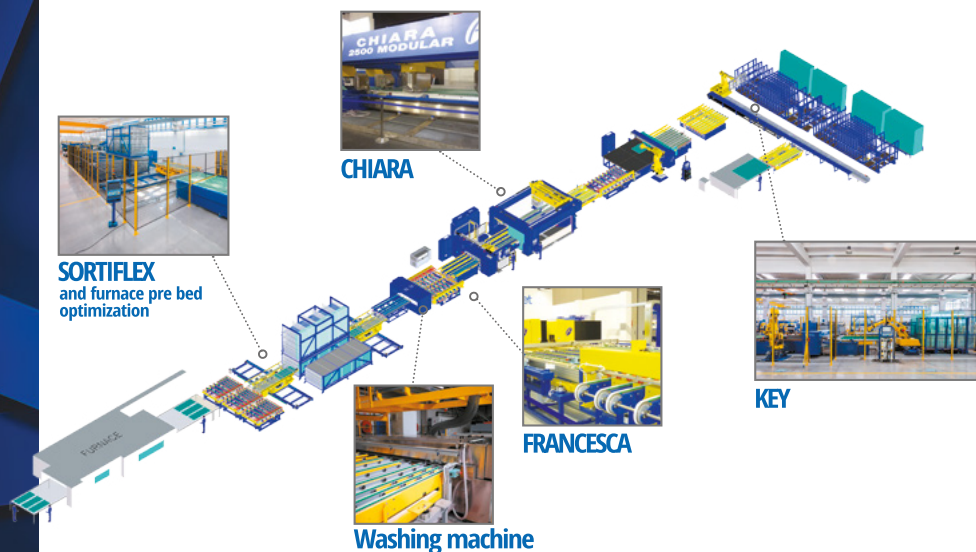 CHIARA
2500 MODULAR
CHIARA
SORTIFLEX
and furnace pre bed
optimization
KEY
FRANCESCA
FURNACE
Washing machine